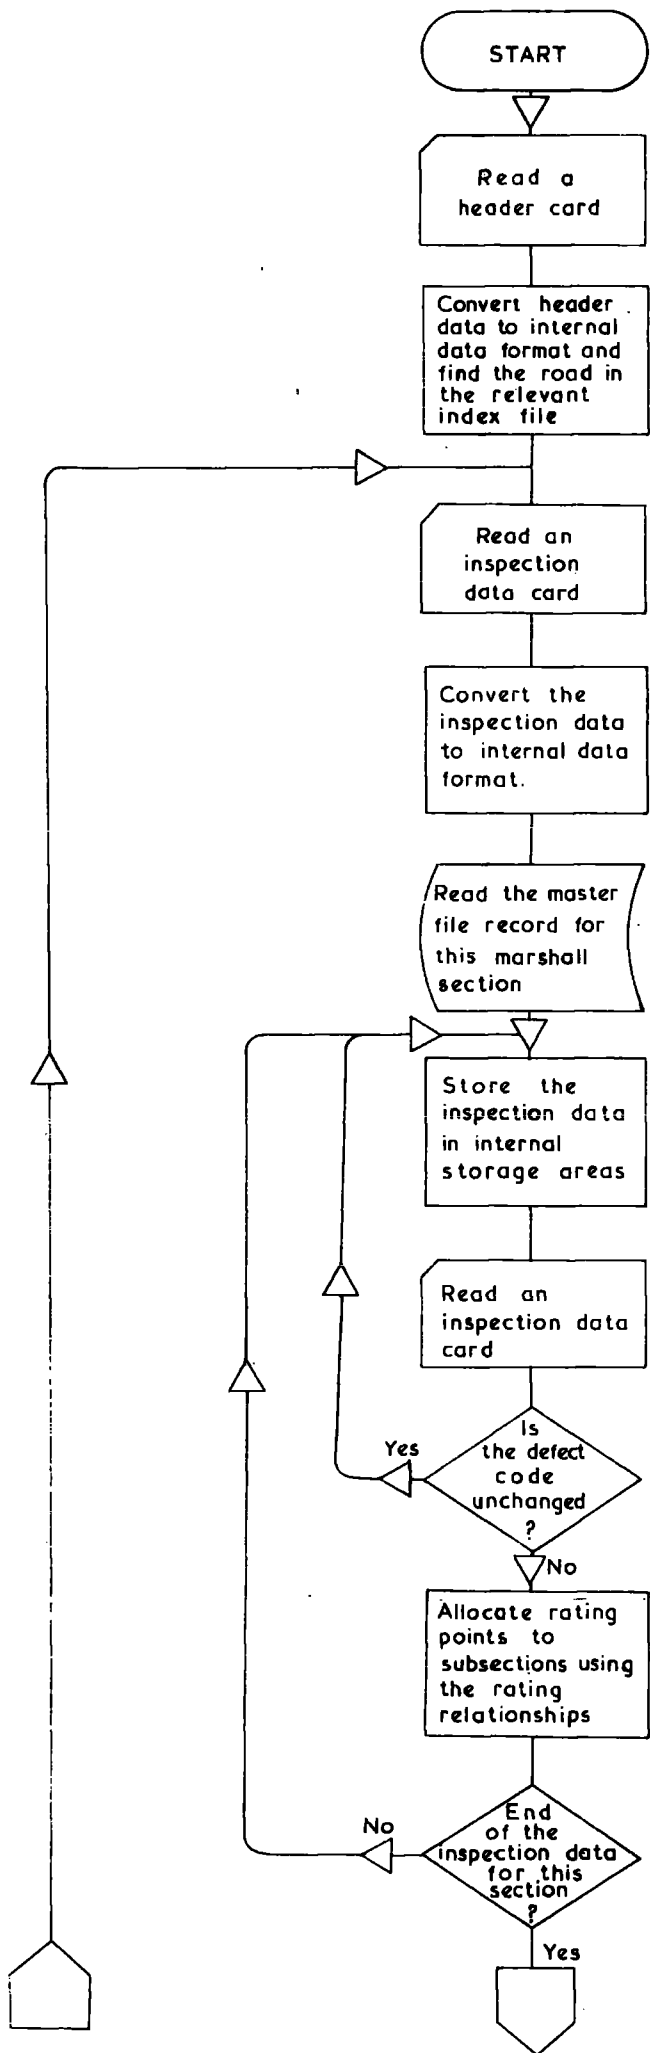 START
Read a
header card
Convert header
data to internal
data format and
find the road in
the relevant
index file
Read an
inspection
data card
Convert the
inspection data
to internal data
format.
Read the master
file record for
this marshall
section
Store the
inspection data
in internal
storage areas
Read an
inspection data
card
Is
the defect
code
unchanged
?
Yes
No
Allocate rating
points to
subsections using
the rating
relationships
End
of the
inspection data
for this
section
?
No
Yes